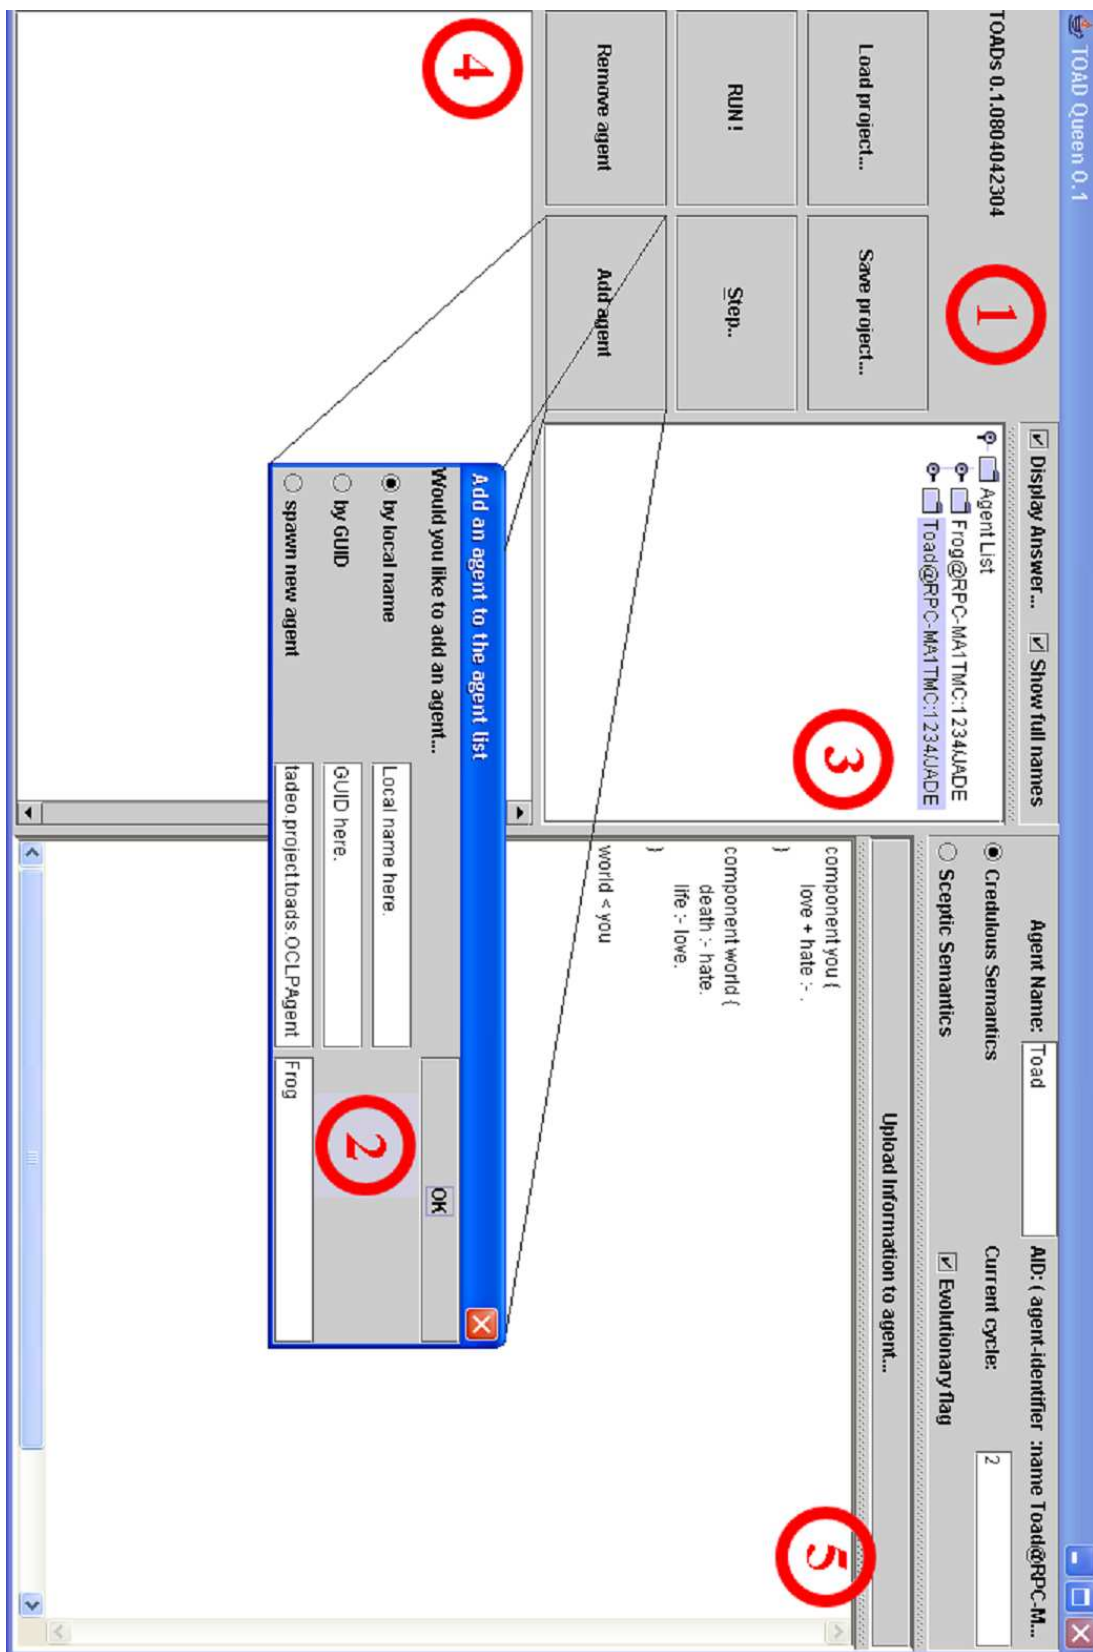 TOAD Queen 0.1
TOADs 0.1.0804042304
1
Load project...
Save project...
RUN!
Step..
Remove agent
Add agent
4
Display Answer...
Show full names
Agent List
Frog@RPC-MA1TMC:1234/JADE
Toad@RPC-MA1TMC:1234/JADE
3
Agent Name:
Toad
AID: ( agent-identifier :name Toad@RPC-M...
Credulous Semantics
Current cycle:
2
Sceptic Semantics
Evolutionary flag
Upload Information to agent...
5
component you {
love + hate :- .
}
component world {
death :- hate.
life :- love.
}
world < you
Add an agent to the agent list
Would you like to add an agent...
OK
by local name
Local name here.
by GUID
GUID here.
2
spawn new agent
tadeo.project.toads.OCLPAgent
Frog